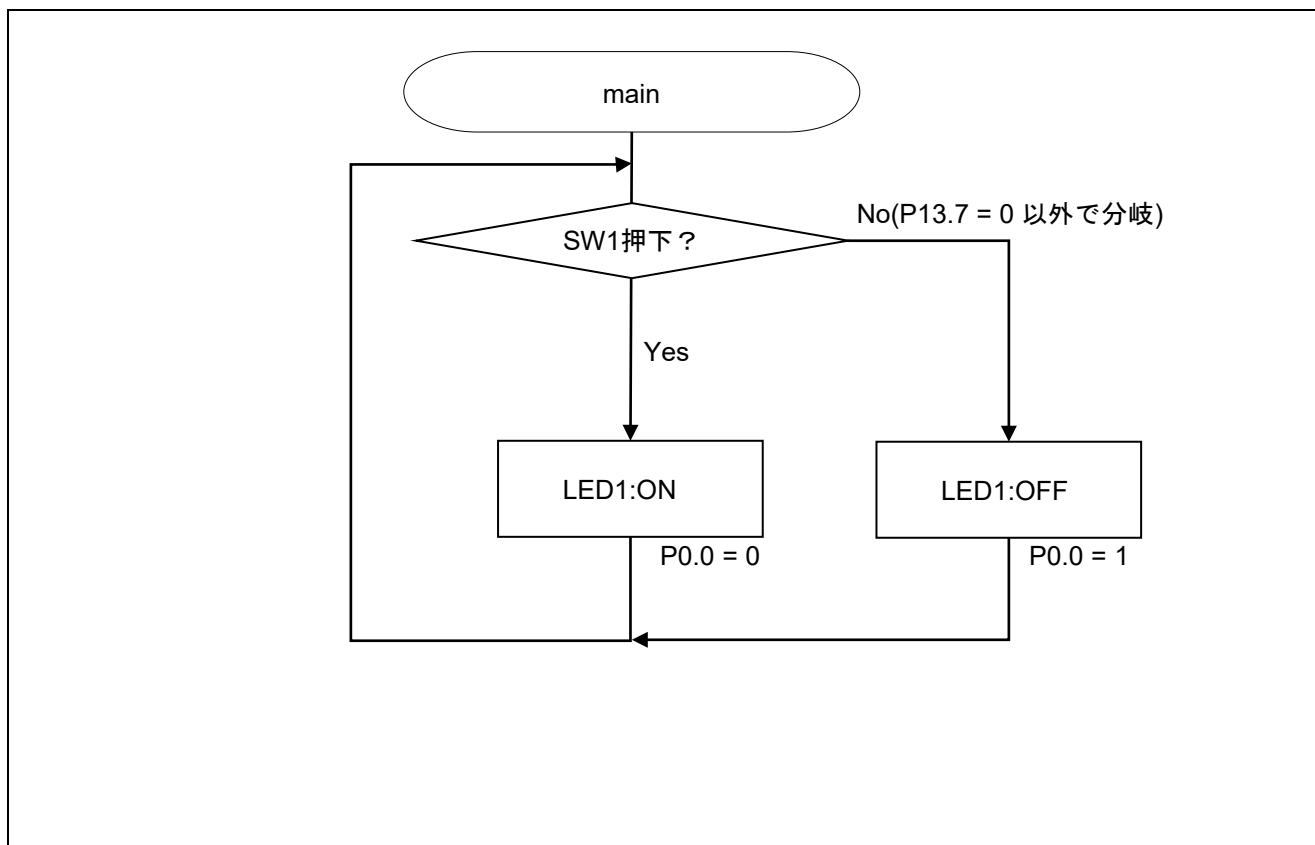 main
No(P13.7 = 0 以外で分岐)
SW1押下？
Yes
LED1:ON
LED1:OFF
P0.0 = 0
P0.0 = 1